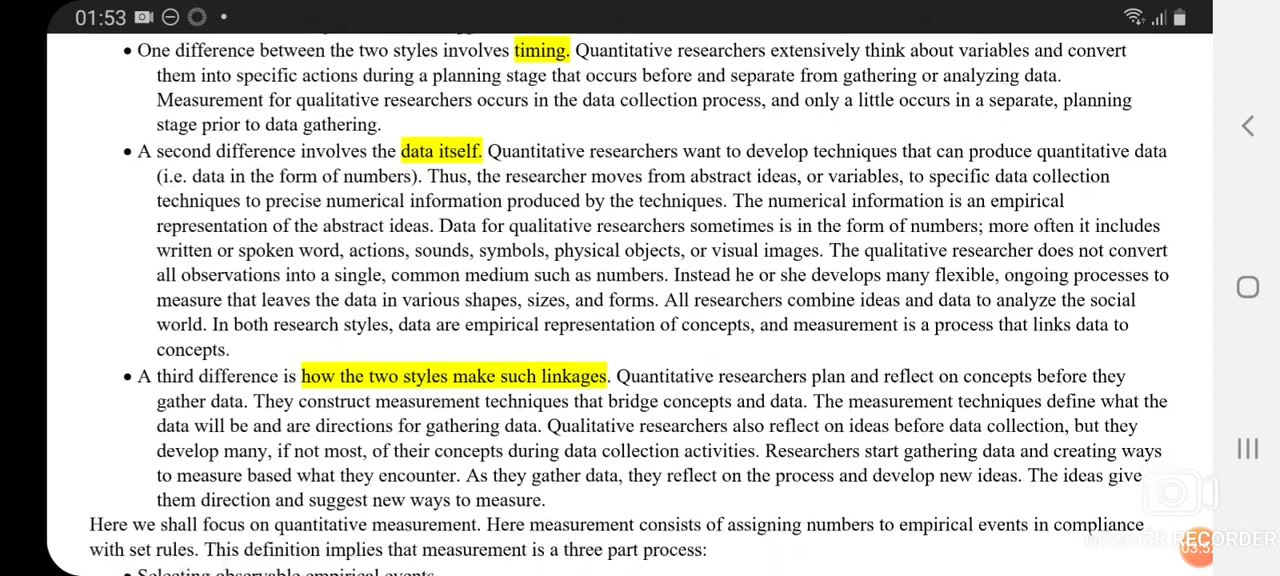 01:53
• One difference between the two styles involves timing. Quantitative researchers extensively think about variables and convert
them into specific actions during a planning stage that occurs before and separate from gathering or analyzing data.
Measurement for qualitative researchers occurs in the data collection process, and only a little occurs in a separate, planning
stage prior to data gathering.
• A second difference involves the data itself. Quantitative researchers want to develop techniques that can produce quantitative data
(i.e. data in the form of numbers). Thus, the researcher moves from abstract ideas, or variables, to specific data collection
techniques to precise numerical information produced by the techniques. The numerical information is an empirical
representation of the abstract ideas. Data for qualitative researchers sometimes is in the form of numbers; more often it includes
written or spoken word, actions, sounds, symbols, physical objects, or visual images. The qualitative researcher does not convert
all observations into a single, common medium such as numbers. Instead he or she develops many flexible, ongoing processes to
measure that leaves the data in various shapes, sizes, and forms. All researchers combine ideas and data to analyze the social
world. In both research styles, data are empirical representation of concepts, and measurement is a process that links data to
concepts.
• A third difference is how the two styles make such linkages. Quantitative researchers plan and reflect on concepts before they
gather data. They construct measurement techniques that bridge concepts and data. The measurement techniques define what the
data will be and are directions for gathering data. Qualitative researchers also reflect on ideas before data collection, but they
develop many, if not most, of their concepts during data collection activities. Researchers start gathering data and creating ways
to measure based what they encounter. As they gather data, they reflect on the process and develop new ideas. The ideas give
them direction and suggest new ways to measure.
Here we shall focus on quantitative measurement. Here measurement consists of assigning numbers to empirical events in compliance
with set rules. This definition implies that measurement is a three part process:
• Selecting observable empirical events
RECORDER